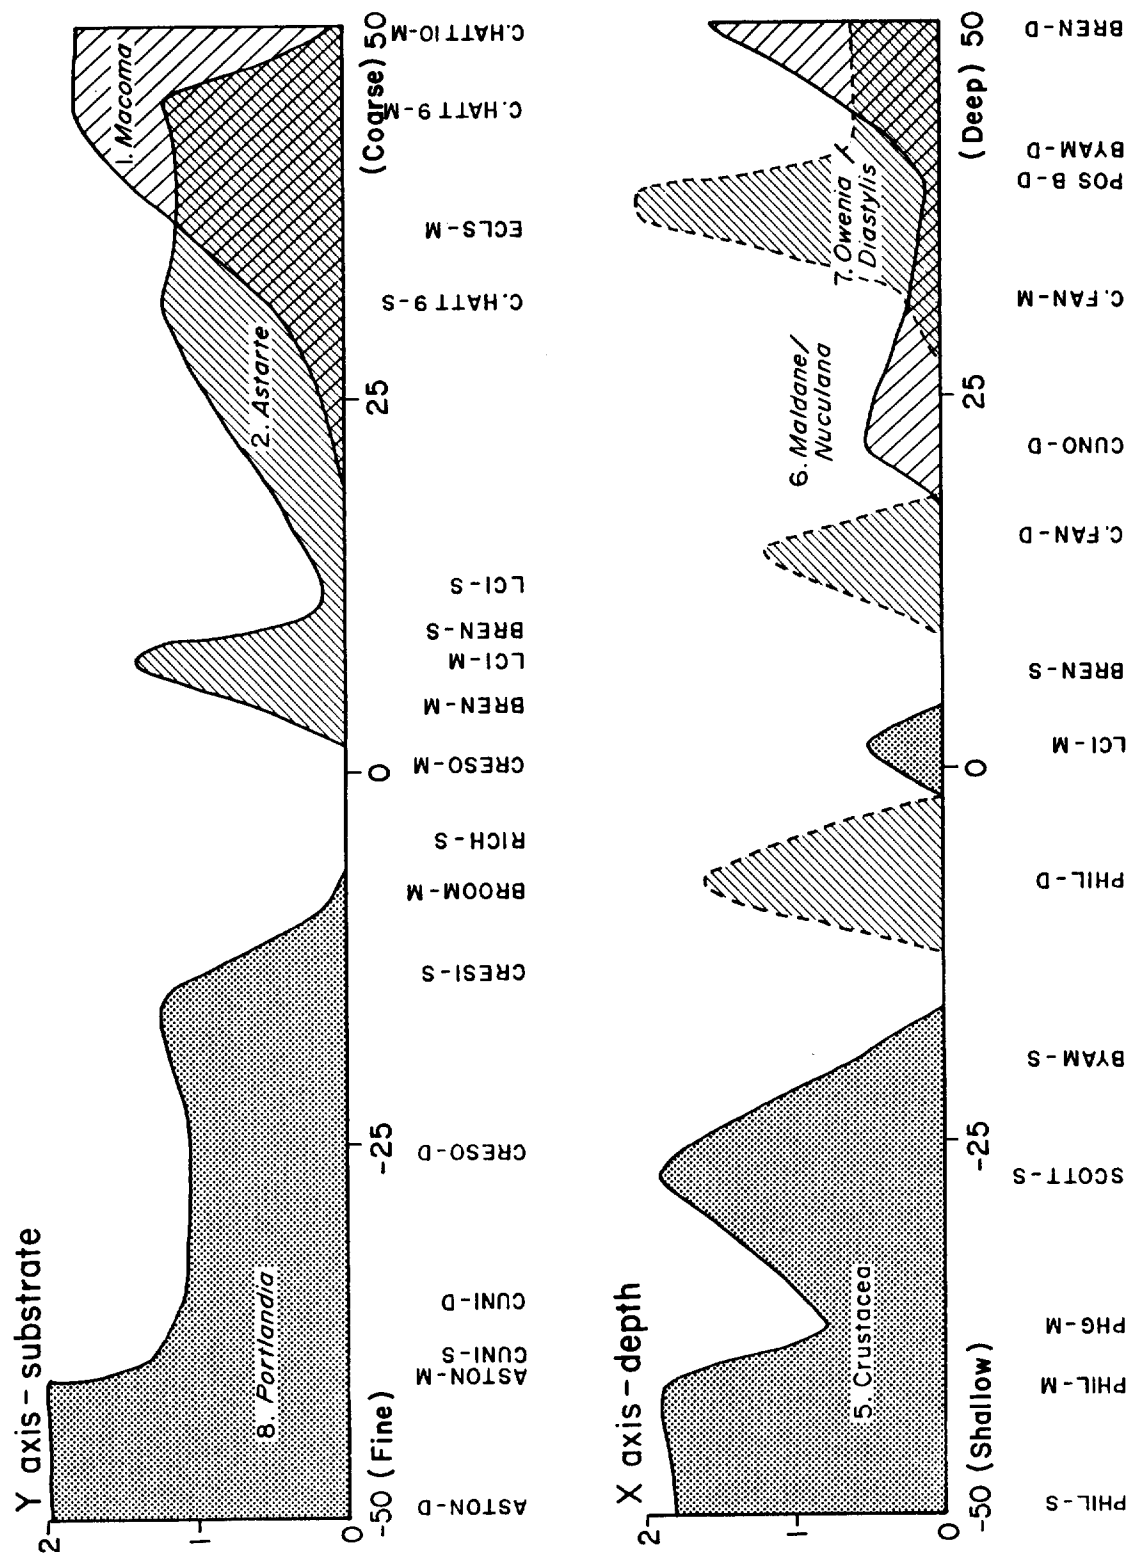 Y axis – substrate
2
1
0
8. Portlandia
2. Astarte
1. Macoma
-50 (Fine)
-25
0
25
(Coarse) 50
ASTON-D
ASTON-M
CUNI-S
CUNI-D
CRESO-D
CRESI-S
BROOM-M
RICH-S
CRESO-M
BREN-M
LCI-M
BREN-S
LCI-S
C.HATT 9-S
ECLS-M
C.HATT 9-M
C.HATT10-M
X axis – depth
2
1
0
5. Crustacea
6. Maldane/
Nuculana
7. Owenia /
Diastylis
-50 (Shallow)
-25
0
25
(Deep) 50
PHIL-S
PHIL-M
PHG-M
SCOTT-S
BYAM-S
PHIL-D
LCI-M
BREN-S
C.FAN-D
CUNO-D
C.FAN-M
POS B-D
BYAM-D
BREN-D